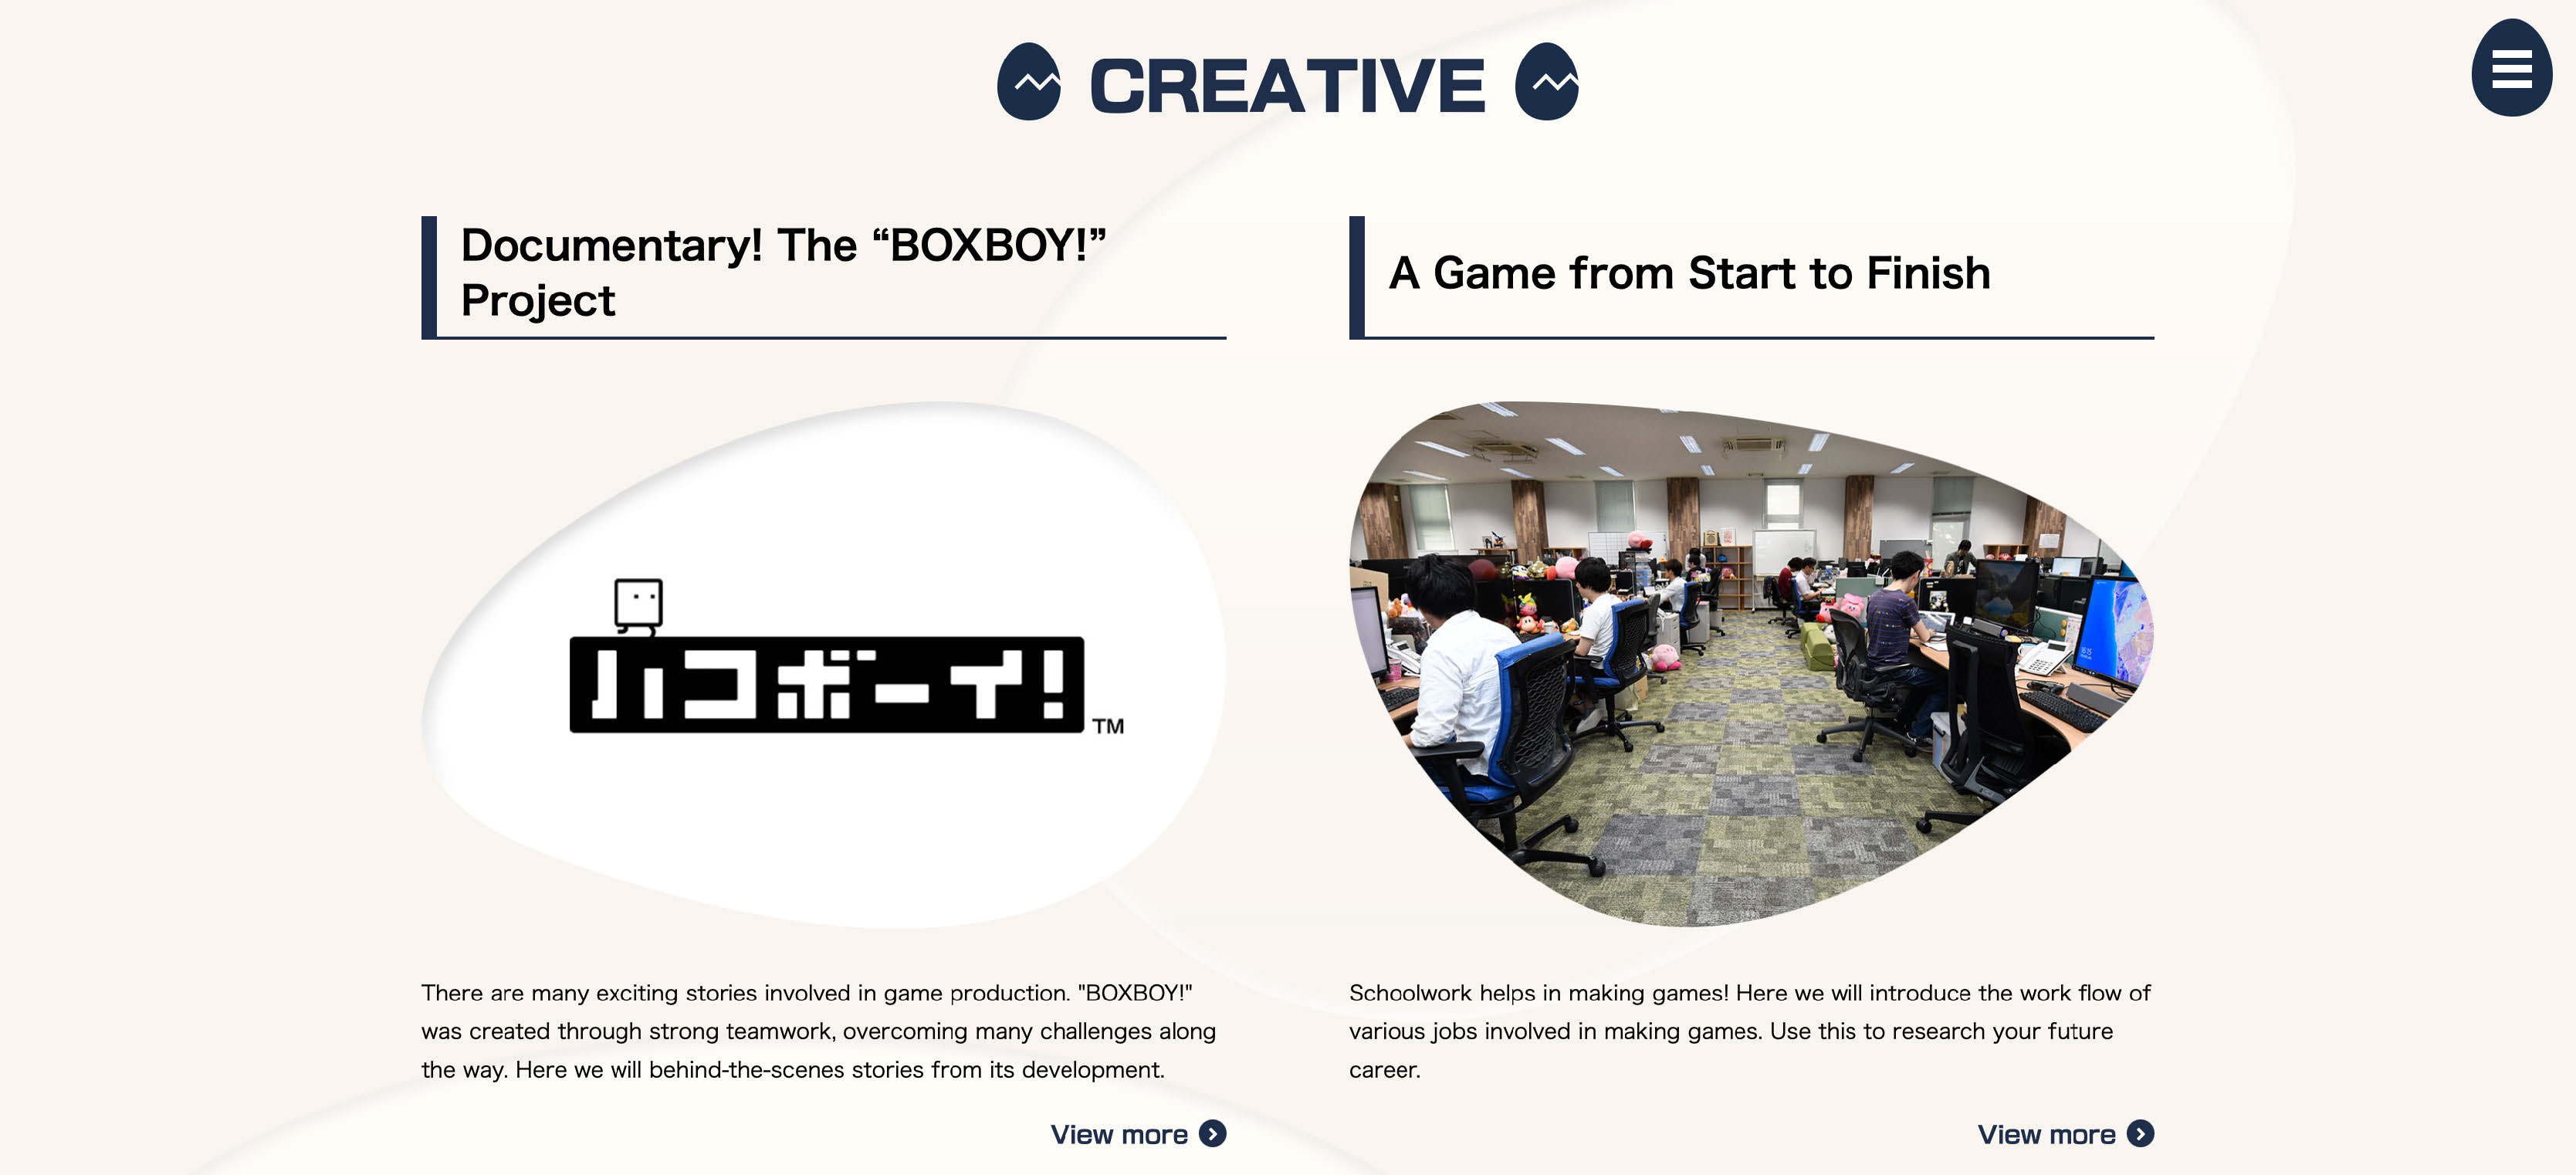 CREATIVE
Documentary! The “BOXBOY!”
Project
ハコボーイ!
TM
There are many exciting stories involved in game production. "BOXBOY!"
was created through strong teamwork, overcoming many challenges along
the way. Here we will behind-the-scenes stories from its development.
View more
A Game from Start to Finish
Schoolwork helps in making games! Here we will introduce the work flow of
various jobs involved in making games. Use this to research your future
career.
View more